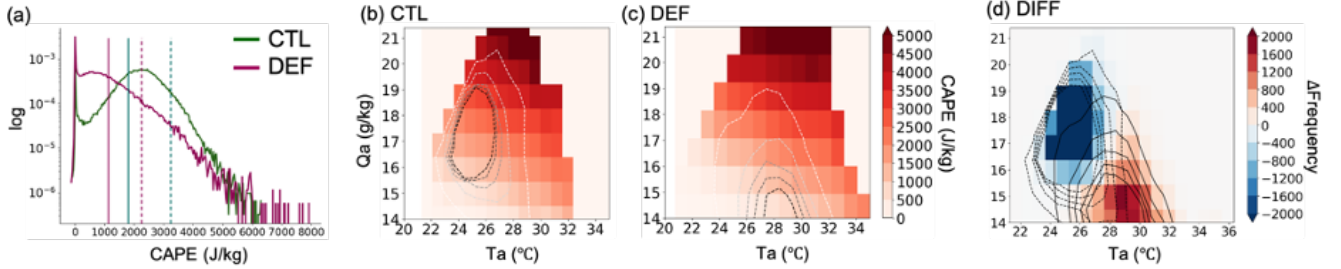 (a)
CTL
DEF
10⁻³
10⁻⁴
10⁻⁵
10⁻⁶
log
0 1000 2000 3000 4000 5000 6000 7000 8000
CAPE (J/kg)
(b) CTL
21
20
19
18
17
16
15
14
Qa (g/kg)
20 22 24 26 28 30 32 34
Ta (℃)
(c) DEF
21
20
19
18
17
16
15
14
20 22 24 26 28 30 32 34
Ta (℃)
5000
4500
4000
3500
3000
2500
2000
1500
1000
500
0
CAPE (J/kg)
(d) DIFF
21
20
19
18
17
16
15
14
22 24 26 28 30 32 34 36
Ta (℃)
2000
1600
1200
800
400
0
−400
−800
−1200
−1600
−2000
ΔFrequency